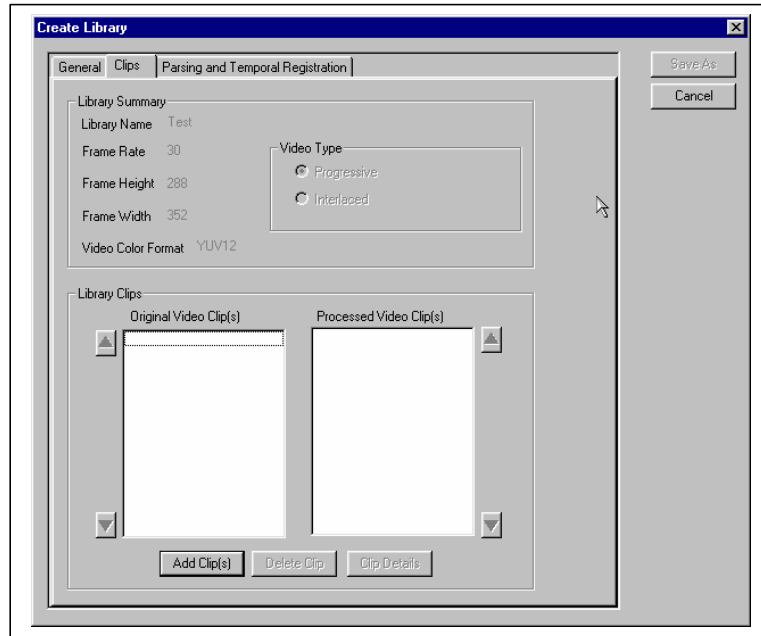 Create Library
General Clips Parsing and Temporal Registration
Save As
Cancel
Library Summary
Library Name Test
Frame Rate 30
Frame Height 288
Frame Width 352
Video Color Format YUV12
Video Type
Progressive
Interlaced
Library Clips
Original Video Clip(s) Processed Video Clip(s)
Add Clip(s) Delete Clip Clip Details